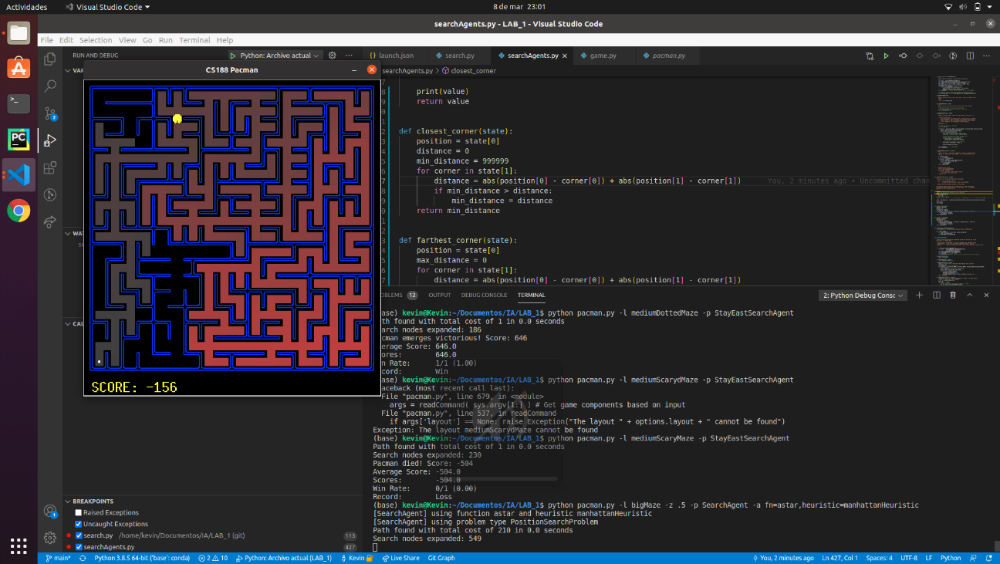 Actividades
Visual Studio Code
8 de mar 23:01
searchAgents.py - LAB_1 - Visual Studio Code
File Edit Selection View Go Run Terminal Help
RUN AND DEBUG
Python: Archivo actual
launch.json
search.py
searchAgents.py
game.py
pacman.py
CS188 Pacman
searchAgents.py > closest_corner
VAR
print(value)
return value
def closest_corner(state):
position = state[0]
distance = 0
min_distance = 999999
for corner in state[1]:
distance = abs(position[0] - corner[0]) + abs(position[1] - corner[1])
You, 2 minutes ago • Uncommitted chan
if min_distance > distance:
min_distance = distance
return min_distance
def farthest_corner(state):
position = state[0]
max_distance = 0
for corner in state[1]:
distance = abs(position[0] - corner[0]) + abs(position[1] - corner[1])
WAT
CAL
SCORE: -156
OBLEMS 12 OUTPUT DEBUG CONSOLE TERMINAL
2: Python Debug Consc
base) kevin@Kevin:~/Documentos/IA/LAB_1$ python pacman.py -l mediumDottedMaze -p StayEastSearchAgent
th found with total cost of 1 in 0.0 seconds
arch nodes expanded: 186
cman emerges victorious! Score: 646
erage Score: 646.0
ores: 646.0
n Rate: 1/1 (1.00)
cord: Win
base) kevin@Kevin:~/Documentos/IA/LAB_1$ python pacman.py -l mediumScarydMaze -p StayEastSearchAgent
aceback (most recent call last):
File "pacman.py", line 679, in <module>
args = readCommand( sys.argv[1:] ) # Get game components based on input
File "pacman.py", line 537, in readCommand
if args['layout'] == None: raise Exception("The layout " + options.layout + " cannot be found")
Exception: The layout mediumScarydMaze cannot be found
(base) kevin@Kevin:~/Documentos/IA/LAB_1$ python pacman.py -l mediumScaryMaze -p StayEastSearchAgent
Path found with total cost of 1 in 0.0 seconds
Search nodes expanded: 230
Pacman died! Score: -504
Average Score: -504.0
Scores: -504.0
Win Rate: 0/1 (0.00)
Record: Loss
(base) kevin@Kevin:~/Documentos/IA/LAB_1$ python pacman.py -l bigMaze -z .5 -p SearchAgent -a fn=astar,heuristic=manhattanHeuristic
[SearchAgent] using function astar and heuristic manhattanHeuristic
[SearchAgent] using problem type PositionSearchProblem
Path found with total cost of 210 in 0.0 seconds
Search nodes expanded: 549
BREAKPOINTS
Raised Exceptions
Uncaught Exceptions
search.py /home/kevin/Documentos/IA/LAB_1 (git) 113
searchAgents.py 427
main* Python 3.8.5 64-bit ('base': conda) 2 10 Python: Archivo actual (LAB_1) Kevin Live Share Git Graph You, 2 minutes ago Ln 427, Col 1 Spaces: 4 UTF-8 LF Python